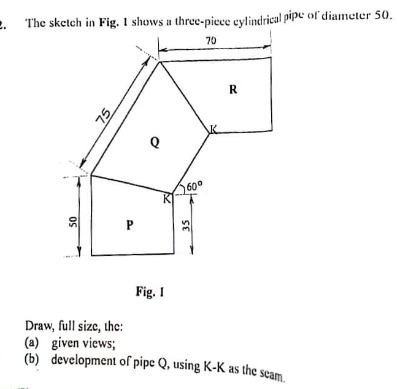 2. The sketch in Fig. 1 shows a three-piece cylindrical pipe of diameter 50.
70
R
75
K
Q
60°
K
50
P
35
Fig. 1
Draw, full size, the:
(a) given views;
(b) development of pipe Q, using K-K as the seam.